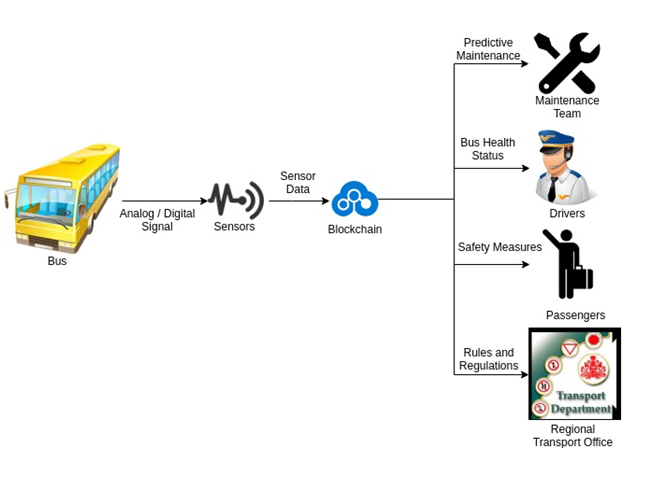 Predictive
Maintenance
Maintenance
Team
Bus Health
Status
Drivers
Analog / Digital
Signal
Bus
Sensors
Sensor
Data
Blockchain
Safety Measures
Passengers
Rules and
Regulations
Transport
Department
Regional
Transport Office